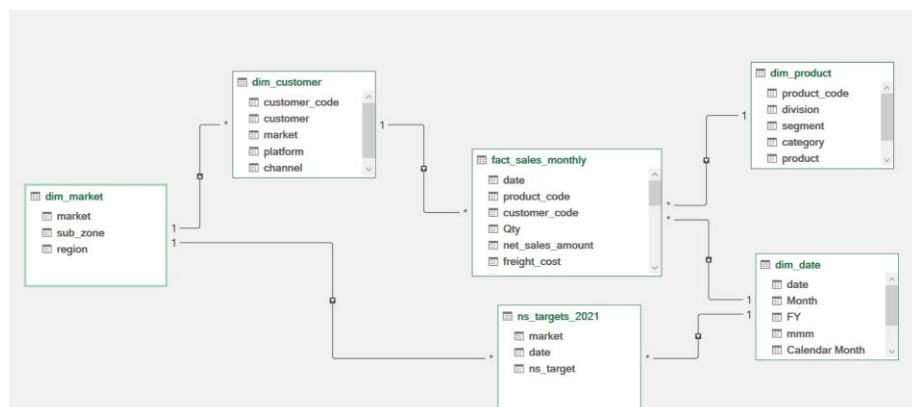 dim_customer
customer_code
customer
market
platform
channel
dim_product
product_code
division
segment
category
product
fact_sales_monthly
date
product_code
customer_code
Qty
net_sales_amount
freight_cost
dim_market
market
sub_zone
region
dim_date
date
Month
FY
mmm
Calendar Month
ns_targets_2021
market
date
ns_target
*
1
1
1
*
1
*
*
1
1
*
*